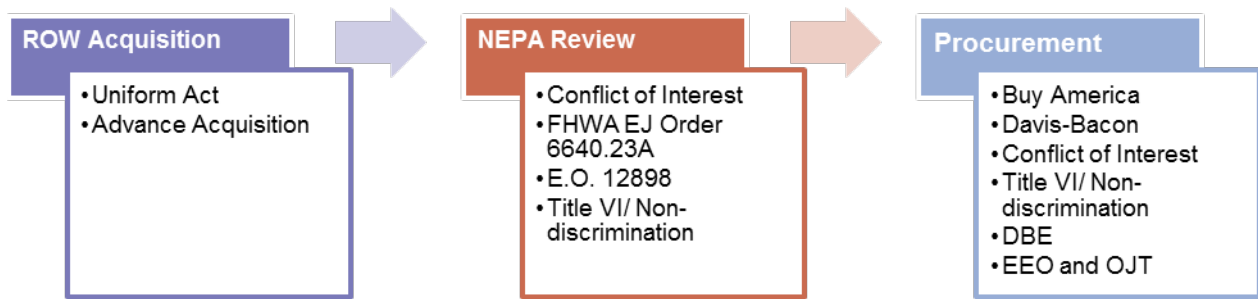 ROW Acquisition
•Uniform Act
•Advance Acquisition
NEPA Review
•Conflict of Interest
•FHWA EJ Order
6640.23A
•E.O. 12898
•Title VI/ Non-
discrimination
Procurement
•Buy America
•Davis-Bacon
•Conflict of Interest
•Title VI/ Non-
discrimination
•DBE
•EEO and OJT